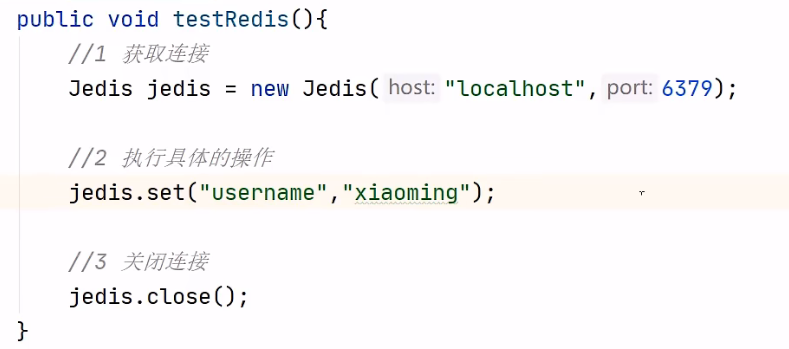 public void testRedis(){
//1 获取连接
Jedis jedis = new Jedis( host: "localhost", port: 6379);
//2 执行具体的操作
jedis.set("username","xiaoming");
//3 关闭连接
jedis.close();
}